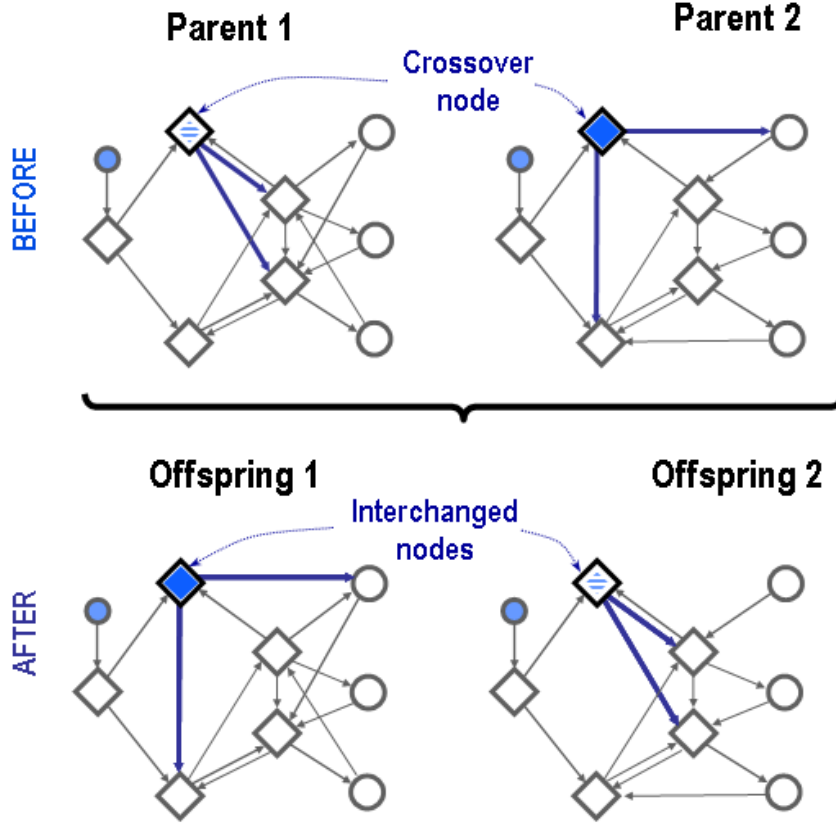 Parent 1
Parent 2
Crossover
node
BEFORE
Offspring 1
Offspring 2
Interchanged
nodes
AFTER